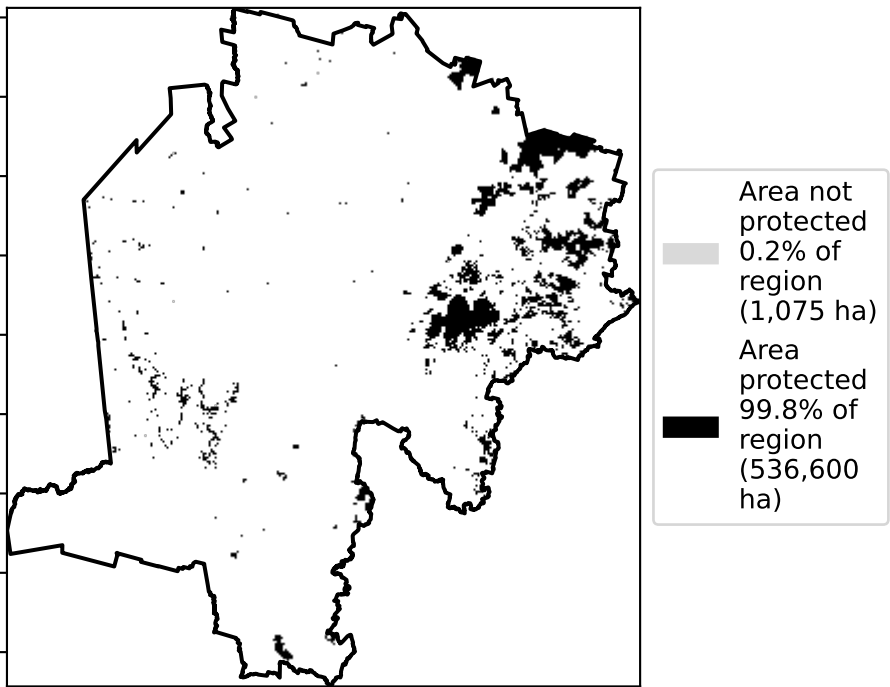 Area not
protected
0.2% of
region
(1,075 ha)
Area
protected
99.8% of
region
(536,600
ha)